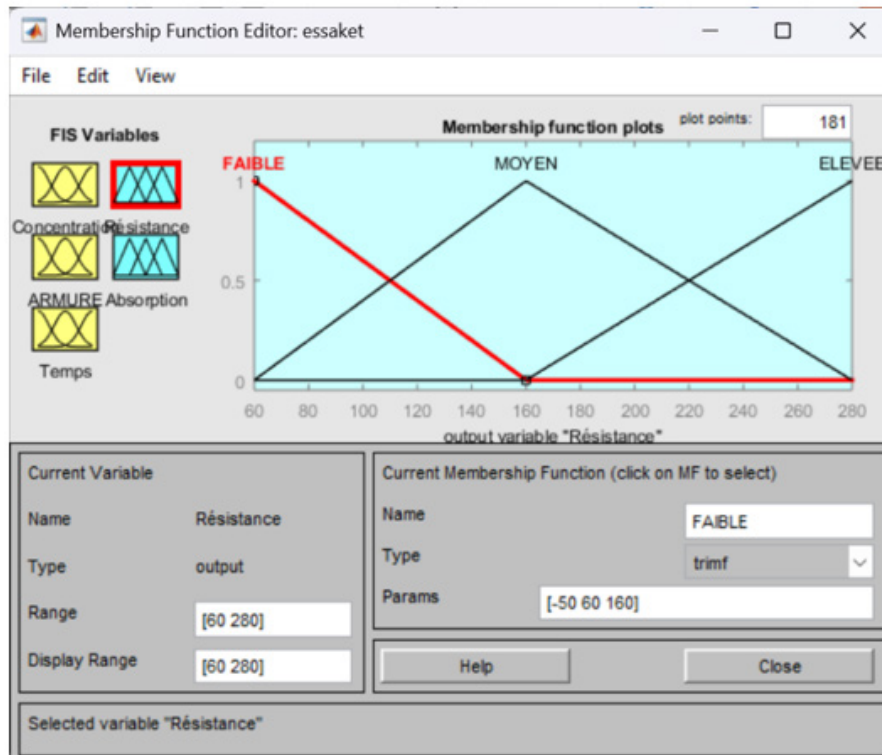 Membership Function Editor: essaket
File Edit View
FIS Variables
Membership function plots
plot points:
181
FAIBLE
MOYEN
ELEVEE
1
0.5
0
60 80 100 120 140 160 180 200 220 240 260 280
output variable "Résistance"
Concentration
Résistance
ARMURE
Absorption
Temps
Current Variable
Name
Résistance
Type
output
Range
[60 280]
Display Range
[60 280]
Current Membership Function (click on MF to select)
Name
FAIBLE
Type
trimf
Params
[-50 60 160]
Help
Close
Selected variable "Résistance"